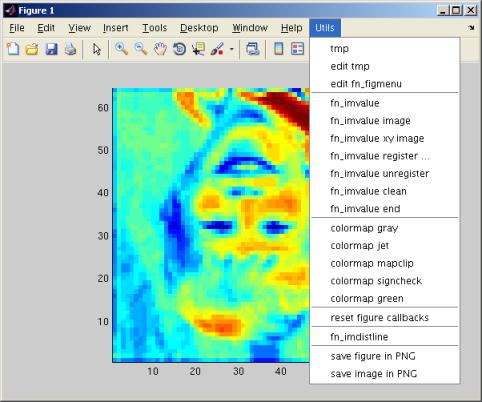 Figure 1
File Edit View Insert Tools Desktop Window Help Utils
tmp
edit tmp
edit fn_figmenu
fn_imvalue
fn_imvalue image
fn_imvalue xy image
fn_imvalue register ...
fn_imvalue unregister
fn_imvalue clean
fn_imvalue end
colormap gray
colormap jet
colormap mapclip
colormap signcheck
colormap green
reset figure callbacks
fn_imdistline
save figure in PNG
save image in PNG
60
50
40
30
20
10
10 20 30 40